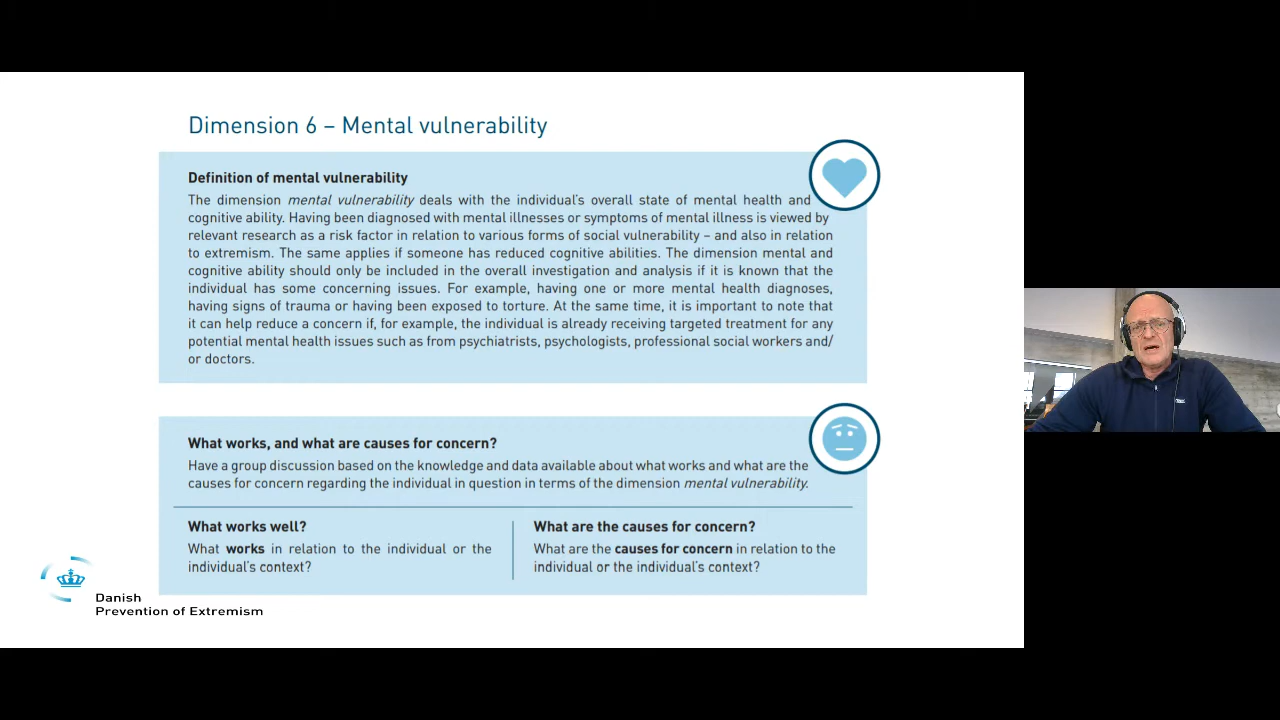 Dimension 6 – Mental vulnerability
Definition of mental vulnerability
The dimension mental vulnerability deals with the individual's overall state of mental health and
cognitive ability. Having been diagnosed with mental illnesses or symptoms of mental illness is viewed by
relevant research as a risk factor in relation to various forms of social vulnerability – and also in relation
to extremism. The same applies if someone has reduced cognitive abilities. The dimension mental and
cognitive ability should only be included in the overall investigation and analysis if it is known that the
individual has some concerning issues. For example, having one or more mental health diagnoses,
having signs of trauma or having been exposed to torture. At the same time, it is important to note that
it can help reduce a concern if, for example, the individual is already receiving targeted treatment for any
potential mental health issues such as from psychiatrists, psychologists, professional social workers and/
or doctors.
What works, and what are causes for concern?
Have a group discussion based on the knowledge and data available about what works and what are the
causes for concern regarding the individual in question in terms of the dimension mental vulnerability.
What works well?
What works in relation to the individual or the
individual's context?
What are the causes for concern?
What are the causes for concern in relation to the
individual or the individual's context?
Danish
Prevention of Extremism